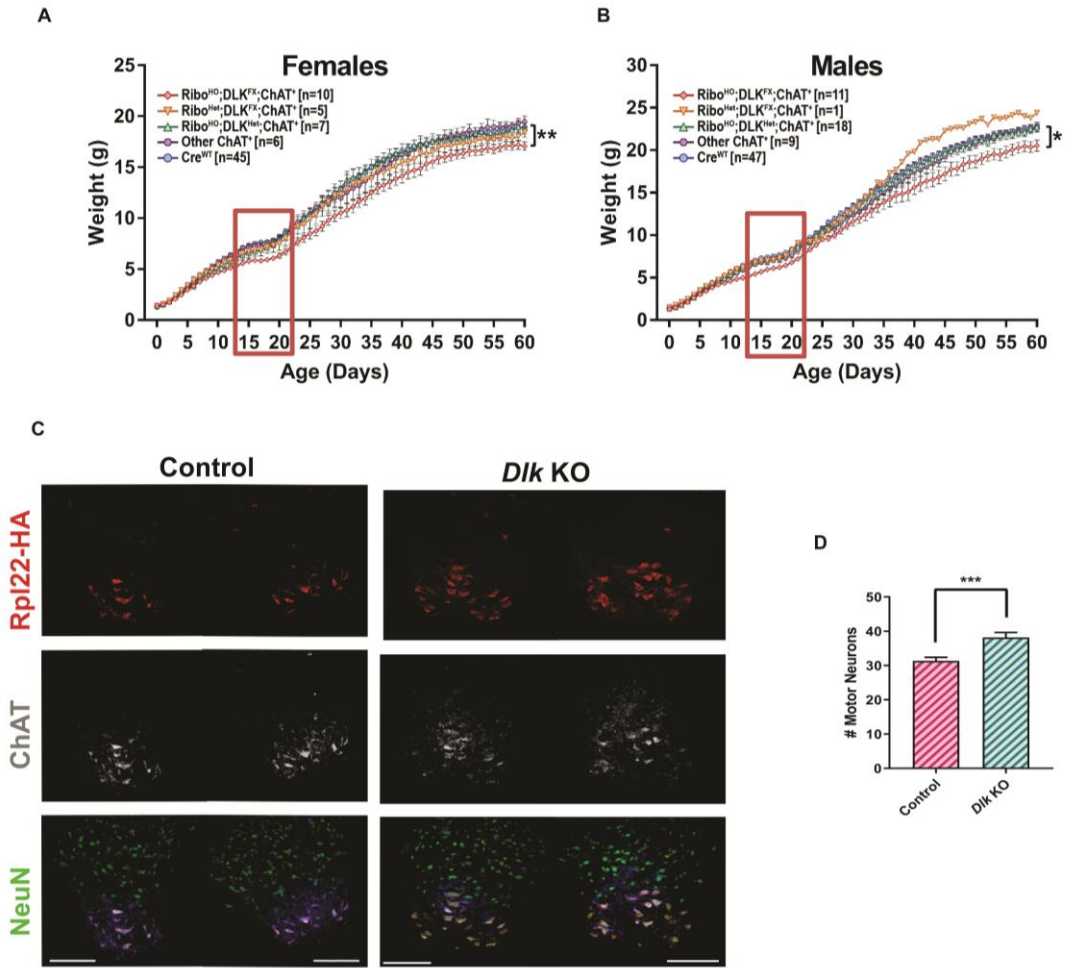 A
Females
25
20
15
10
5
0
Weight (g)
Ribo^HO;DLK^FX;ChAT⁺ [n=10]
Ribo^Het;DLK^FX;ChAT⁺ [n=5]
Ribo^HO;DLK^Het;ChAT⁺ [n=7]
Other ChAT⁺ [n=6]
Cre^WT [n=45]
**
0 5 10 15 20 25 30 35 40 45 50 55 60
Age (Days)
B
Males
30
25
20
15
10
5
0
Weight (g)
Ribo^HO;DLK^FX;ChAT⁺ [n=11]
Ribo^Het;DLK^FX;ChAT⁺ [n=1]
Ribo^HO;DLK^Het;ChAT⁺ [n=18]
Other ChAT⁺ [n=9]
Cre^WT [n=47]
*
0 5 10 15 20 25 30 35 40 45 50 55 60
Age (Days)
C
Control
Dlk KO
Rpl22-HA
ChAT
NeuN
D
***
50
40
30
20
10
0
# Motor Neurons
Control
Dlk KO